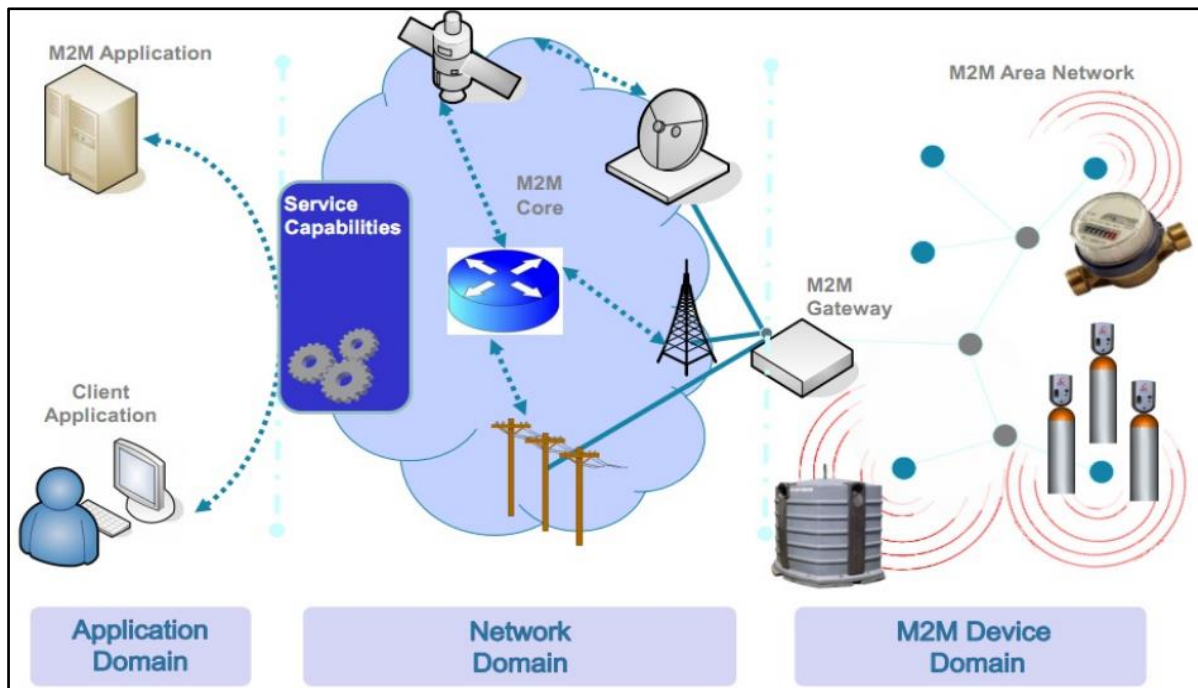 M2M Application
M2M Area Network
M2M
Core
Service
Capabilities
M2M
Gateway
Client
Application
Application
Domain
Network
Domain
M2M Device
Domain